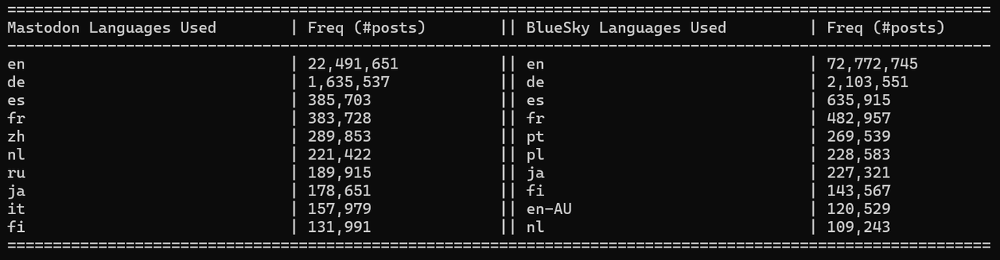 ==========================================================================================================
Mastodon Languages Used        | Freq (#posts)        || BlueSky Languages Used         | Freq (#posts)
----------------------------------------------------------------------------------------------------------
en                             | 22,491,651           || en                             | 72,772,745
de                             | 1,635,537            || de                             | 2,103,551
es                             | 385,703              || es                             | 635,915
fr                             | 383,728              || fr                             | 482,957
zh                             | 289,853              || pt                             | 269,539
nl                             | 221,422              || pl                             | 228,583
ru                             | 189,915              || ja                             | 227,321
ja                             | 178,651              || fi                             | 143,567
it                             | 157,979              || en-AU                          | 120,529
fi                             | 131,991              || nl                             | 109,243
==========================================================================================================